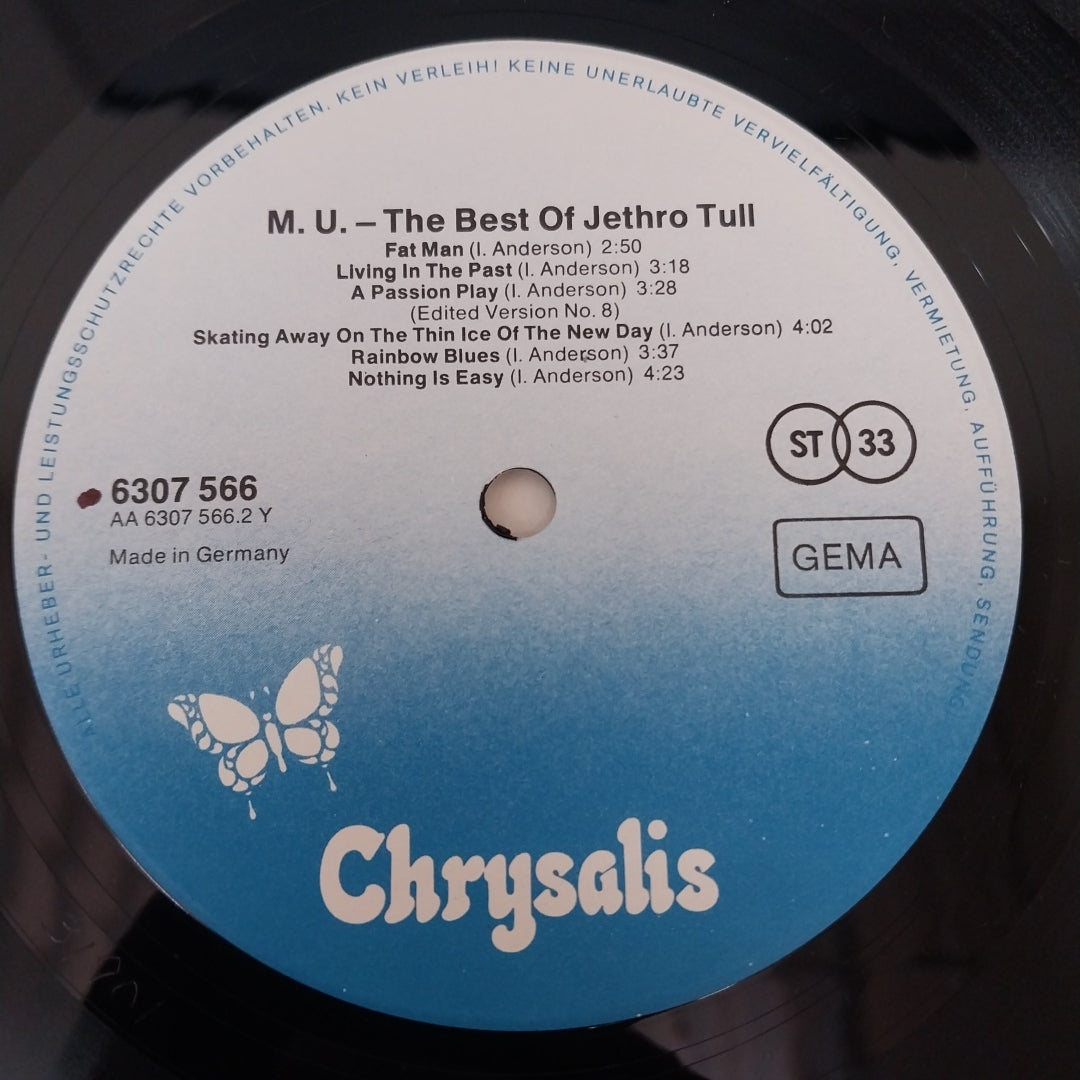 ALLE URHEBER- UND LEISTUNGSSCHUTZRECHTE VORBEHALTEN. KEIN VERLEIH! KEINE UNERLAUBTE VERVIELFÄLTIGUNG, VERMIETUNG, AUFFÜHRUNG, SENDUNG
M. U. – The Best Of Jethro Tull
Fat Man (I. Anderson) 2:50
Living In The Past (I. Anderson) 3:18
A Passion Play (I. Anderson) 3:28
(Edited Version No. 8)
Skating Away On The Thin Ice Of The New Day (I. Anderson) 4:02
Rainbow Blues (I. Anderson) 3:37
Nothing Is Easy (I. Anderson) 4:23
ST 33
6307 566
AA 6307 566.2 Y
Made in Germany
GEMA
Chrysalis